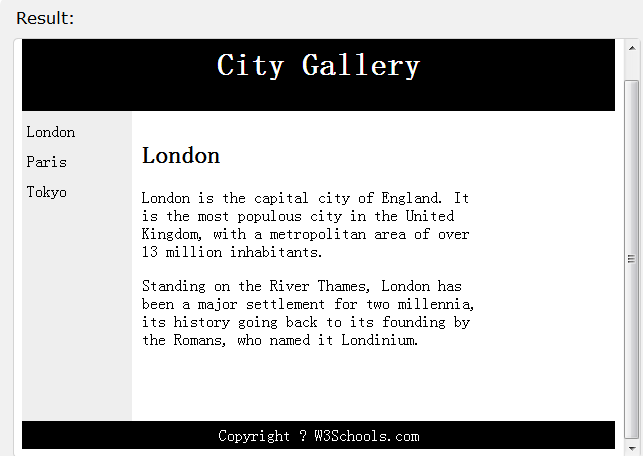 Result:
City Gallery
London
Paris
Tokyo
London
London is the capital city of England. It
is the most populous city in the United
Kingdom, with a metropolitan area of over
13 million inhabitants.
Standing on the River Thames, London has
been a major settlement for two millennia,
its history going back to its founding by
the Romans, who named it Londinium.
Copyright ? W3Schools.com